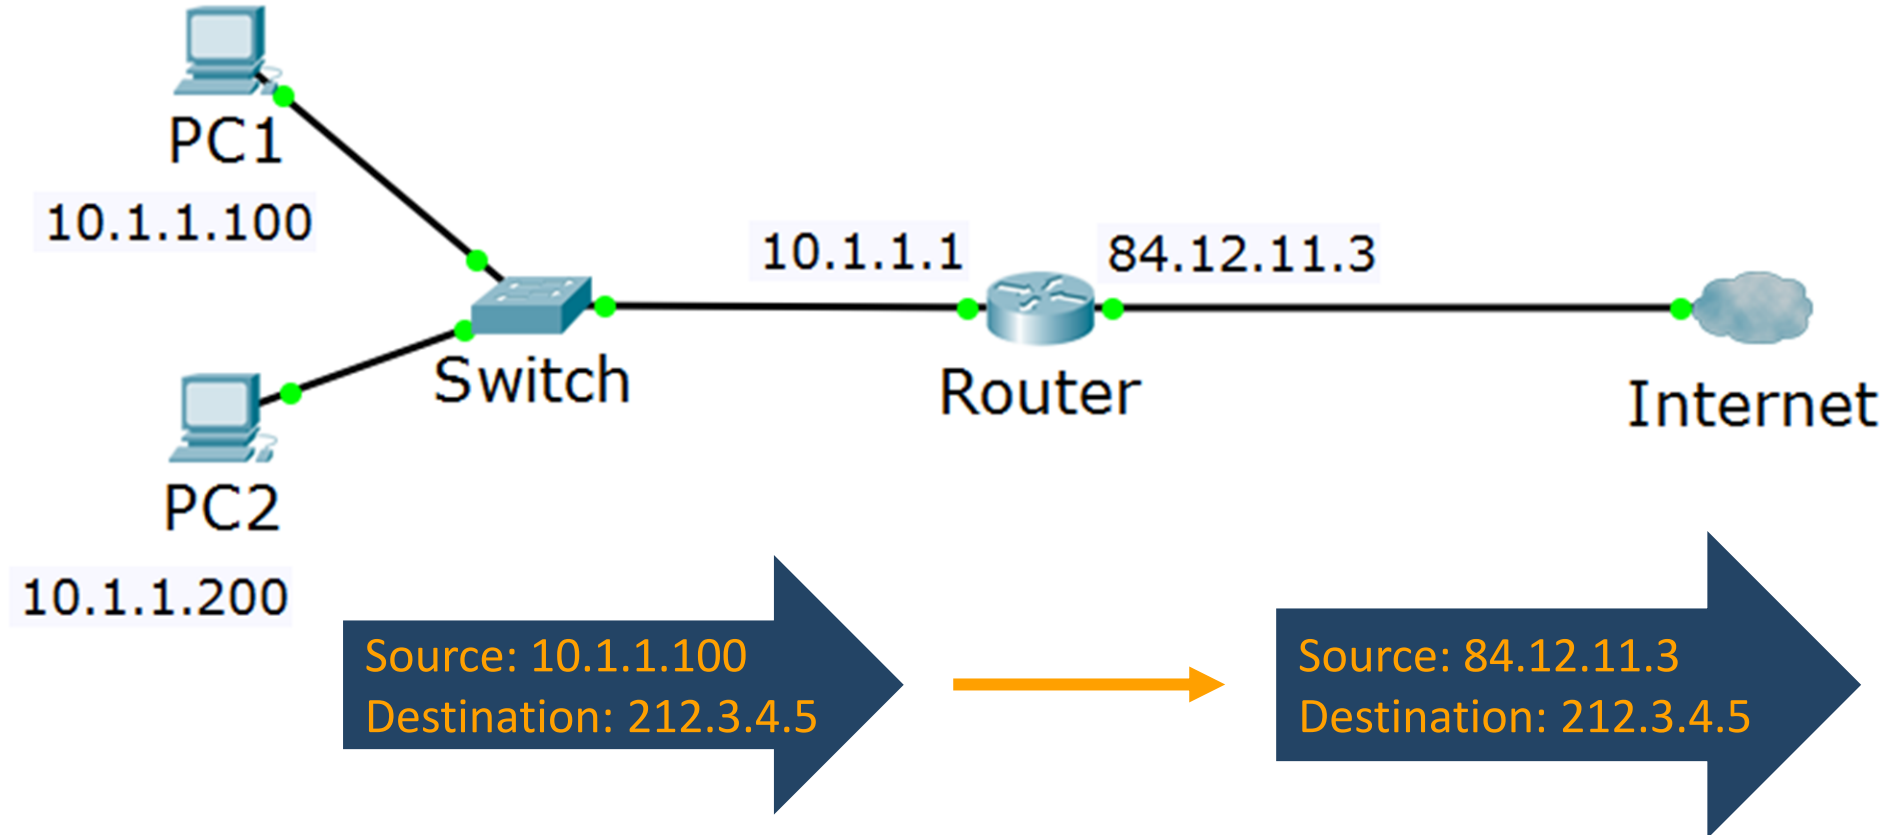 PC1
10.1.1.100
10.1.1.1
84.12.11.3
Switch
Router
Internet
PC2
10.1.1.200
Source: 10.1.1.100
Destination: 212.3.4.5
Source: 84.12.11.3
Destination: 212.3.4.5